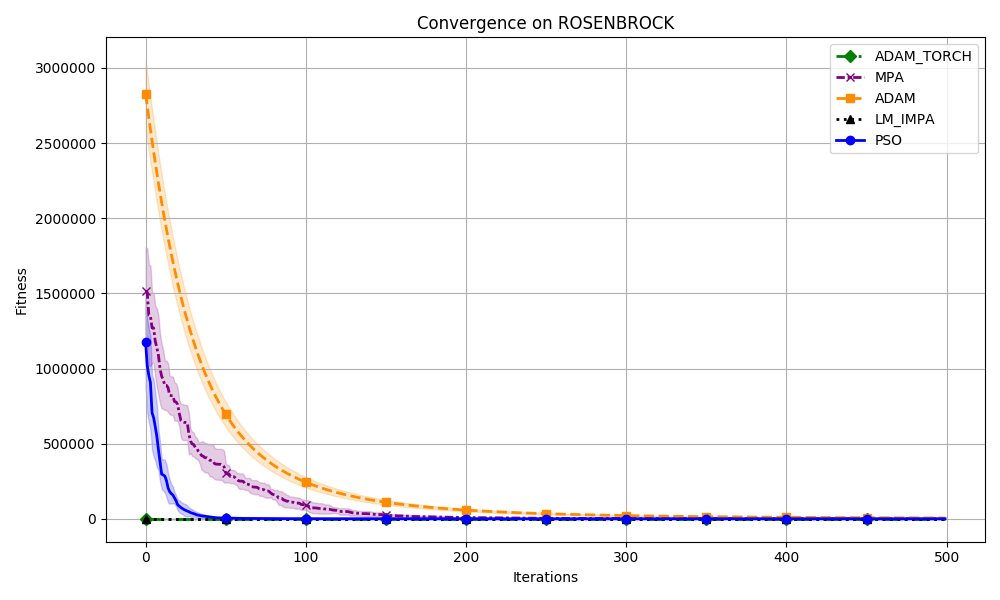 Convergence on ROSENBROCK
Fitness
3000000
2500000
2000000
1500000
1000000
500000
0
0 100 200 300 400 500
Iterations
ADAM_TORCH
MPA
ADAM
LM_IMPA
PSO